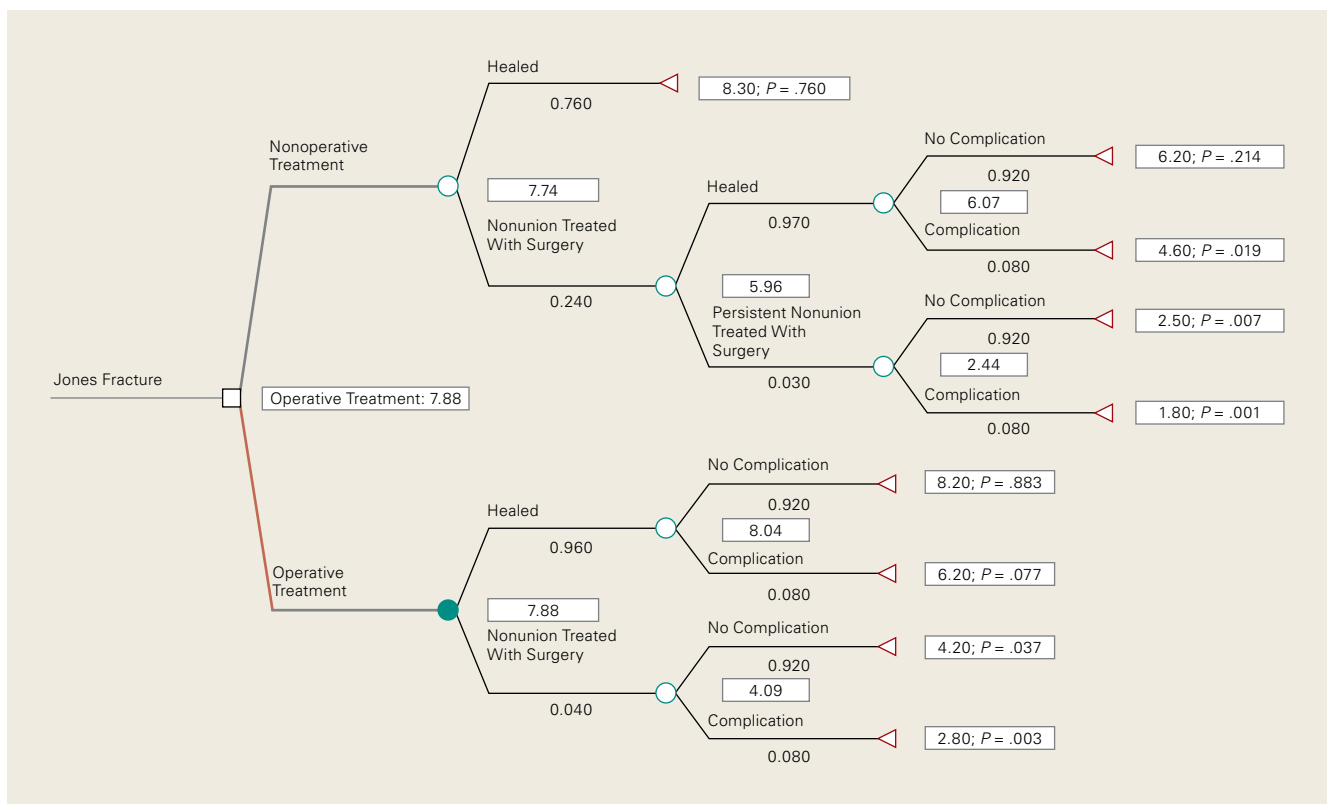 Healed
0.760
8.30; P = .760
Nonoperative
Treatment
7.74
Nonunion Treated
With Surgery
0.240
Healed
0.970
No Complication
0.920
6.20; P = .214
6.07
Complication
0.080
4.60; P = .019
5.96
Persistent Nonunion
Treated With
Surgery
0.030
No Complication
0.920
2.50; P = .007
2.44
Complication
0.080
1.80; P = .001
Jones Fracture
Operative Treatment: 7.88
Operative
Treatment
Healed
0.960
No Complication
0.920
8.20; P = .883
8.04
Complication
0.080
6.20; P = .077
7.88
Nonunion Treated
With Surgery
0.040
No Complication
0.920
4.20; P = .037
4.09
Complication
0.080
2.80; P = .003